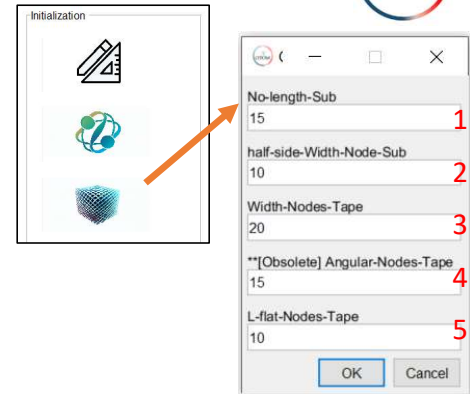 Initialization
(
No-length-Sub
15
1
half-side-Width-Node-Sub
10
2
Width-Nodes-Tape
20
3
**[Obsolete] Angular-Nodes-Tape
15
4
L-flat-Nodes-Tape
10
5
OK
Cancel